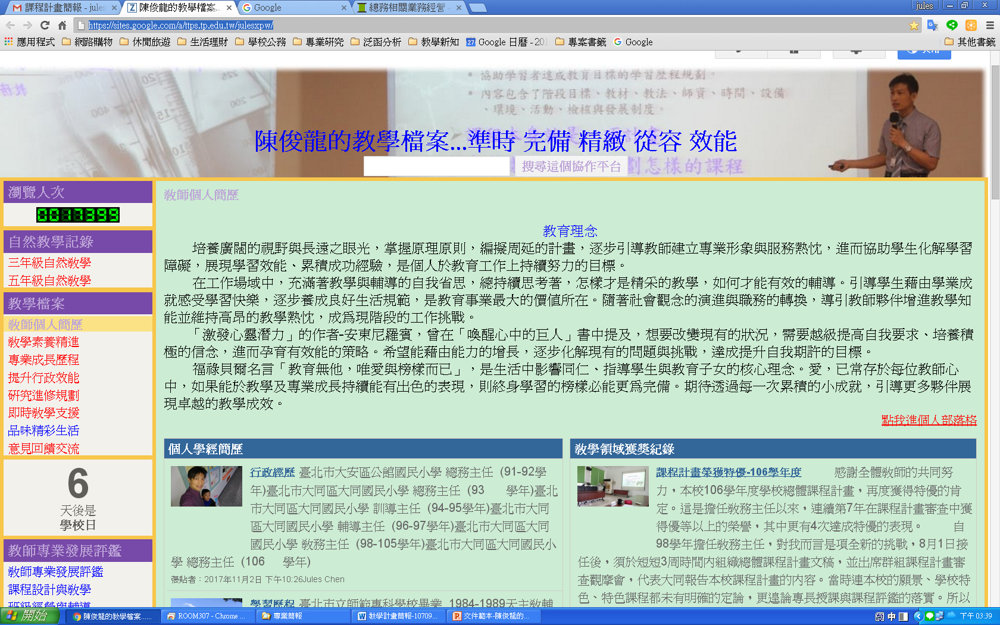 課程計畫簡報 - jules
陳俊龍的教學檔案...
Google
總務相關業務經營
jules
https://sites.google.com/a/ttps.tp.edu.tw/julesxpw/
應用程式 網路購物 休閒旅遊 生活理財 學校公務 專業研究 泛函分析 教學新知 27 Google 日曆 - 201 專案書籤 Google 其他書籤
協助學習者達成教育目標的學習歷程規劃。
內容包含了階段目標、教材、教法、師資、時間、設備
、環境、活動、檢核與發展制度。
陳俊龍的教學檔案...準時 完備 精緻 從容 效能
搜尋這個協作平台
劃怎樣的課程
瀏覽人次
0017399
自然教學記錄
三年級自然教學
五年級自然教學
教學檔案
教師個人簡歷
教學素養精進
專業成長歷程
提升行政效能
研究進修規劃
即時教學支援
品味精彩生活
意見回饋交流
6
天後是
學校日
教師專業發展評鑑
教師專業發展評鑑
課程設計與教學
班級經營與輔導
教師個人簡歷
教育理念
培養廣闊的視野與長遠之眼光，掌握原理原則，編擬周延的計畫，逐步引導教師建立專業形象與服務熱忱，進而協助學生化解學習
障礙，展現學習效能、累積成功經驗，是個人於教育工作上持續努力的目標。
在工作場域中，充滿著教學與輔導的自我省思，總持續思考著，怎樣才是精采的教學，如何才能有效的輔導。引導學生藉由學業成
就感受學習快樂，逐步養成良好生活規範，是教育事業最大的價值所在。隨著社會觀念的演進與職務的轉換，導引教師夥伴增進教學知
能並維持高昂的教學熱忱，成為現階段的工作挑戰。
「激發心靈潛力」的作者-安東尼羅賓，曾在「喚醒心中的巨人」書中提及，想要改變現有的狀況，需要越級提高自我要求、培養積
極的信念，進而孕育有效能的策略。希望能藉由能力的增長，逐步化解現有的問題與挑戰，達成提升自我期許的目標。
福祿貝爾名言「教育無他，唯愛與榜樣而已」，是生活中影響同仁、指導學生與教育子女的核心理念。愛，已常存於每位教師心
中，如果能於教學及專業成長持續能有出色的表現，則終身學習的榜樣必能更為完備。期待透過每一次累積的小成就，引導更多夥伴展
現卓越的教學成效。
點我進個人部落格
個人學經簡歷
行政經歷 臺北市大安區公館國民小學 總務主任 (91-92學
年)臺北市大同區大同國民小學 總務主任 (93 學年)臺北
市大同區大同國民小學 訓導主任 (94-95學年)臺北市大同
區大同國民小學 輔導主任 (96-97學年)臺北市大同區大同
國民小學 教務主任 (98-105學年)臺北市大同區大同國民小
學 總務主任 (106 學年)
張貼者：2017年11月2日 下午10:26Jules Chen
學習歷程 臺北市立師範專科學校畢業 1984-1989天主教輔
教學領域獲獎紀錄
課程計畫榮獲特優-106學年度 感謝全體教師的共同努
力，本校106學年度學校總體課程計畫，再度獲得特優的肯
定。這是擔任教務主任以來，連續第7年在課程計畫審查中獲
得優等以上的榮譽，其中更有4次達成特優的表現。 自
98學年擔任教務主任，對我而言是項全新的挑戰，8月1日接
任後，須於短短3周時間內組織總體課程計畫文稿，並出席群組課程計畫審
查觀摩會，代表大同報告本校課程計畫的內容。當時連本校的願景、學校特
色、特色課程都未有明確的定論，更遑論專長授課與課程評鑑的落實。所以
開始 陳俊龍的教學檔案...... ROOM307 - Chrome ... 專業簡報 教學計畫簡報-10709... 文件範本-陳俊龍的... 中 下午 03:39